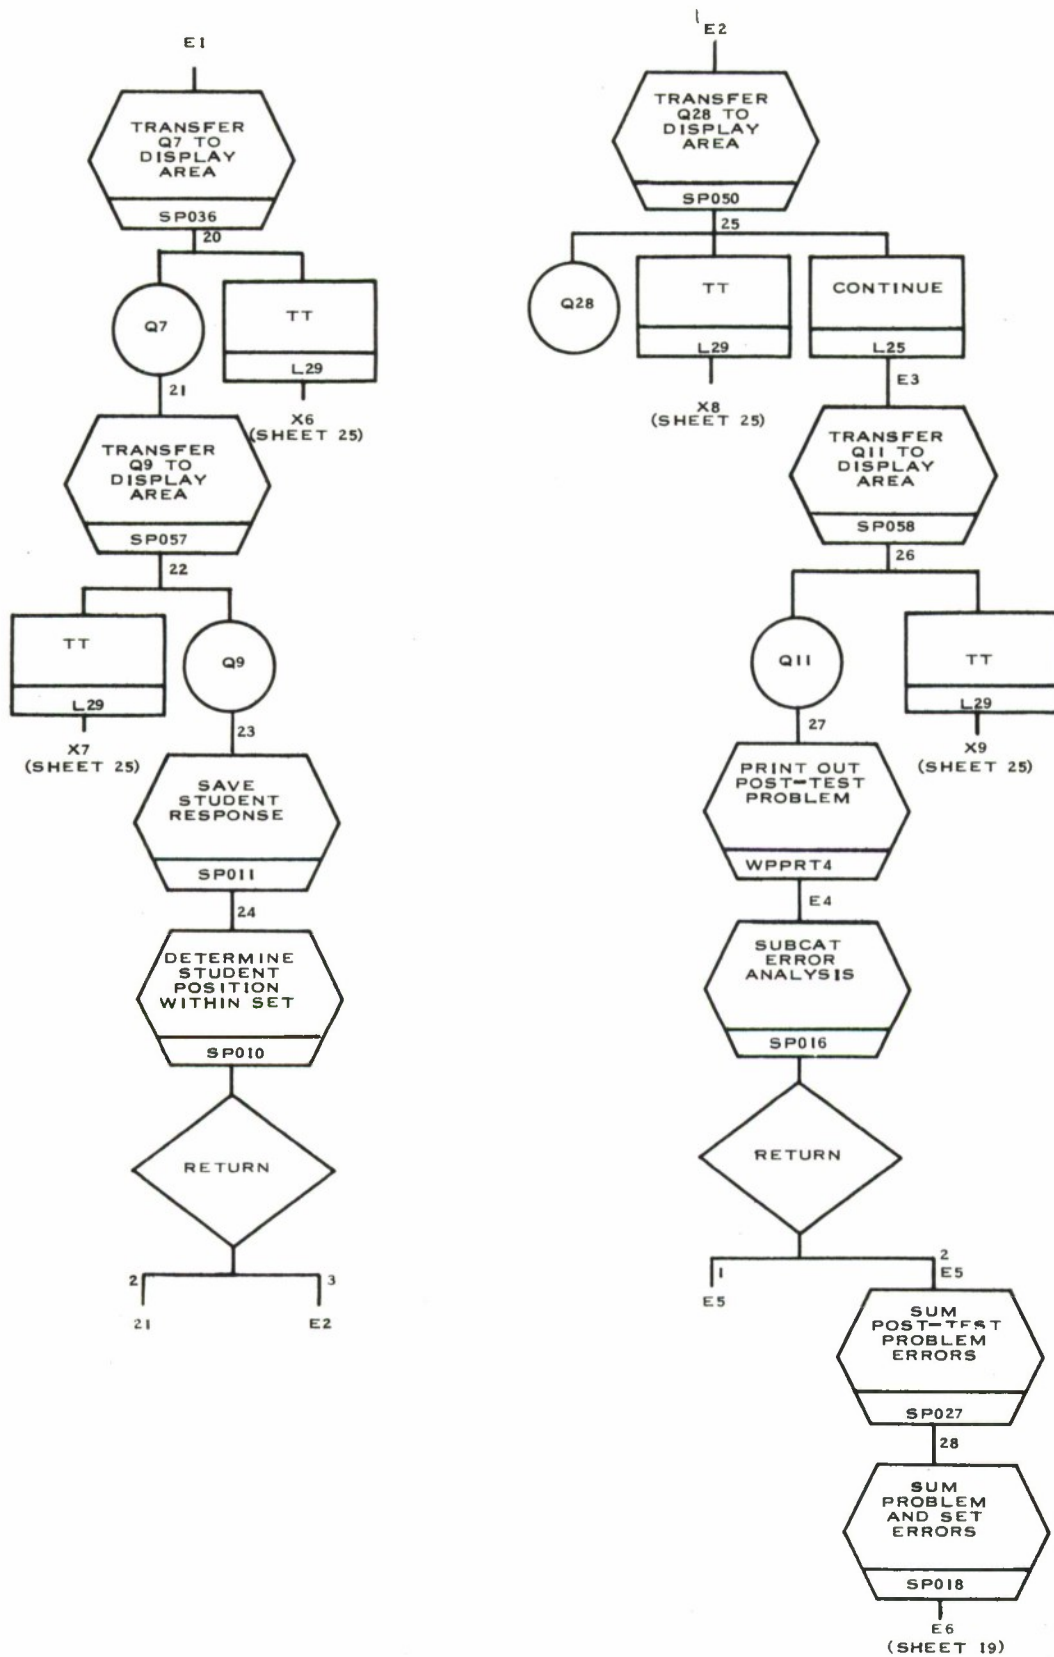 E1
TRANSFER
Q7 TO
DISPLAY
AREA
SP036
20
Q7
TT
L29
21
X6
(SHEET 25)
TRANSFER
Q9 TO
DISPLAY
AREA
SP057
22
TT
L29
Q9
X7
(SHEET 25)
23
SAVE
STUDENT
RESPONSE
SP011
24
DETERMINE
STUDENT
POSITION
WITHIN SET
SP010
RETURN
2
3
21
E2
E2
TRANSFER
Q28 TO
DISPLAY
AREA
SP050
25
Q28
TT
L29
CONTINUE
L25
X8
(SHEET 25)
E3
TRANSFER
Q11 TO
DISPLAY
AREA
SP058
26
Q11
TT
L29
27
X9
(SHEET 25)
PRINT OUT
POST-TEST
PROBLEM
WPPRT4
E4
SUBCAT
ERROR
ANALYSIS
SP016
RETURN
1
E5
2
E5
SUM
POST-TEST
PROBLEM
ERRORS
SP027
28
SUM
PROBLEM
AND SET
ERRORS
SP018
E6
(SHEET 19)